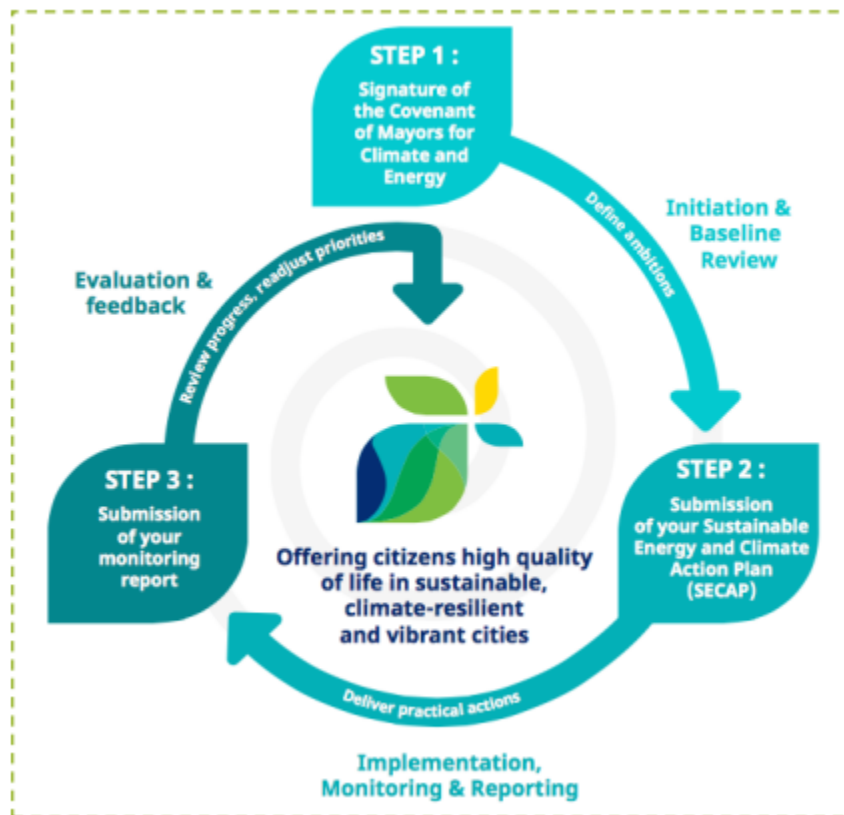 STEP 1 :
Signature of
the Covenant
of Mayors for
Climate and
Energy
Define ambitions
Initiation &
Baseline
Review
STEP 2 :
Submission
of your Sustainable
Energy and Climate
Action Plan
(SECAP)
Deliver practical actions
Implementation,
Monitoring & Reporting
STEP 3 :
Submission
of your
monitoring
report
Review progress, readjust priorities
Evaluation &
feedback
Offering citizens high quality
of life in sustainable,
climate-resilient
and vibrant cities